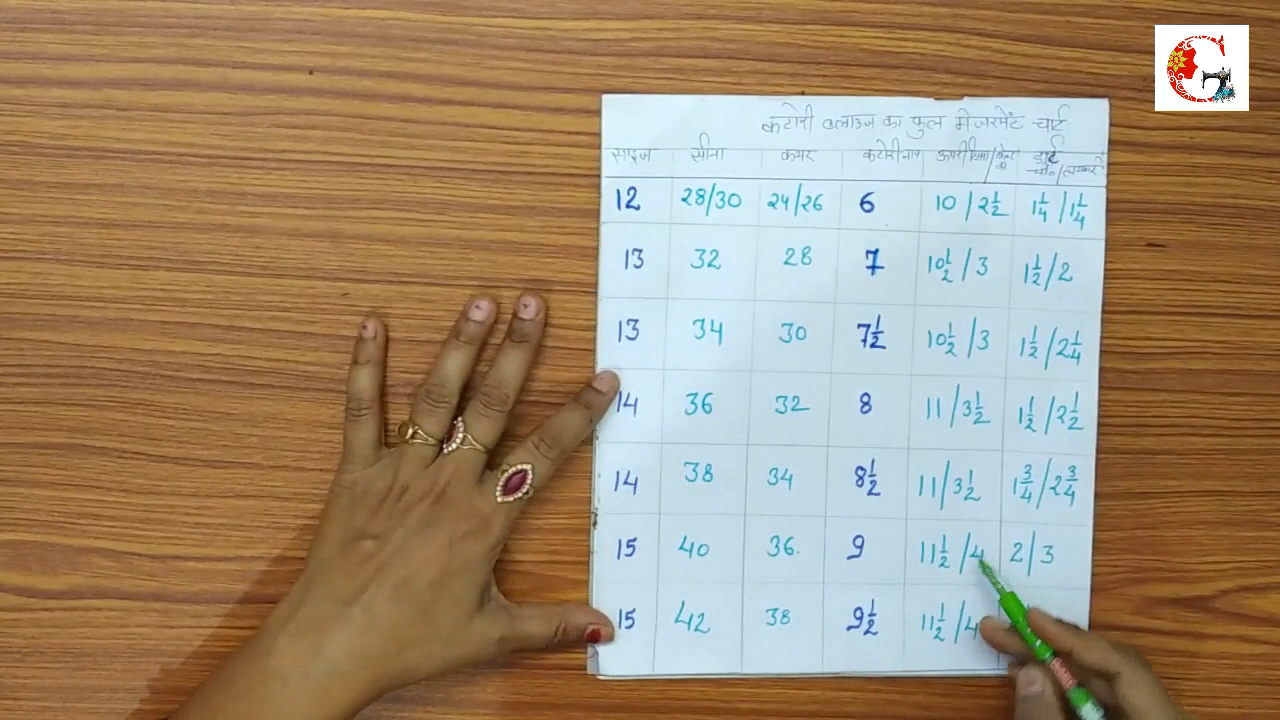 कटोरी ब्लाउज का फुल मेजरमेंट चार्ट
साइज सीना कमर कटोरी नाप ऊपरी हिस्सा/बेल्ट डार्ट
12 28/30 24/26 6 10/2½ 1¼/1¼
13 32 28 7 10½/3 1½/2
13 34 30 7½ 10½/3 1½/2¼
14 36 32 8 11/3½ 1½/2½
14 38 34 8½ 11/3½ 1¾/2¾
15 40 36. 9 11½/4 2/3
15 42 38 9½ 11½/4